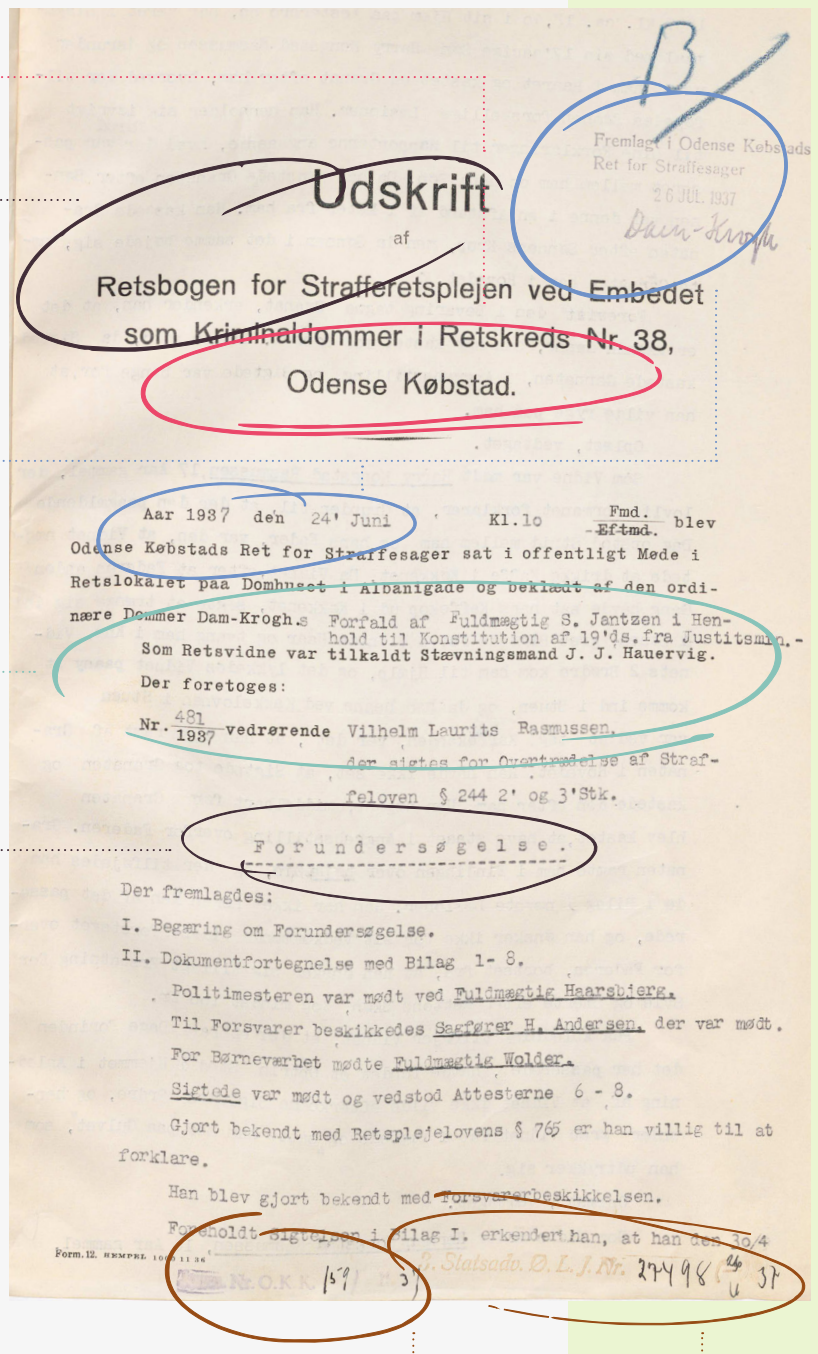 B
Fremlagt i Odense Købstads
Ret for Straffesager
26 JUL. 1937
Dam-Krogh
Udskrift
af
Retsbogen for Strafferetsplejen ved Embedet
som Kriminaldommer i Retskreds Nr. 38,
Odense Købstad.
Aar 1937 den 24' Juni Kl.10 Fmd. Eftmd. blev
Odense Købstads Ret for Straffesager sat i offentligt Møde i
Retslokalet paa Domhuset i Albanigade og beklædt af den ordi-
nære Dommer Dam-Krogh.s Forfald af Fuldmægtig S. Jantzen i Hen-
hold til Konstitution af 19'ds. fra Justitsmin.-
Som Retsvidne var tilkaldt Stævningsmand J. J. Hauervig.
Der foretoges:
Nr. 481/1937 vedrørende Vilhelm Laurits Rasmussen.
der sigtes for Overtrædelse af Straf-
feloven § 244 2' og 3'Stk.
Forundersøgelse.
Der fremlagdes:
I. Begæring om Forundersøgelse.
II. Dokumentfortegnelse med Bilag 1- 8.
Politimesteren var mødt ved Fuldmægtig Haarsbjerg.
Til Forsvarer beskikkedes Sagfører H. Andersen, der var mødt.
For Børneværhet mødte Fuldmægtig Wolder.
Sigtede var mødt og vedstod Attesterne 6 - 8.
Gjort bekendt med Retsplejelovens § 765 er han villig til at
forklare.
Han blev gjort bekendt med Forsvarerbeskikkelsen.
Foreholdt Sigtelsen i Bilag I. erkender han, at han den 30/4
Form. 12. HEMPEL
Nr. O.K.K. 159 37
S. Statsadv. Ø. L. J. Nr. 27498 37